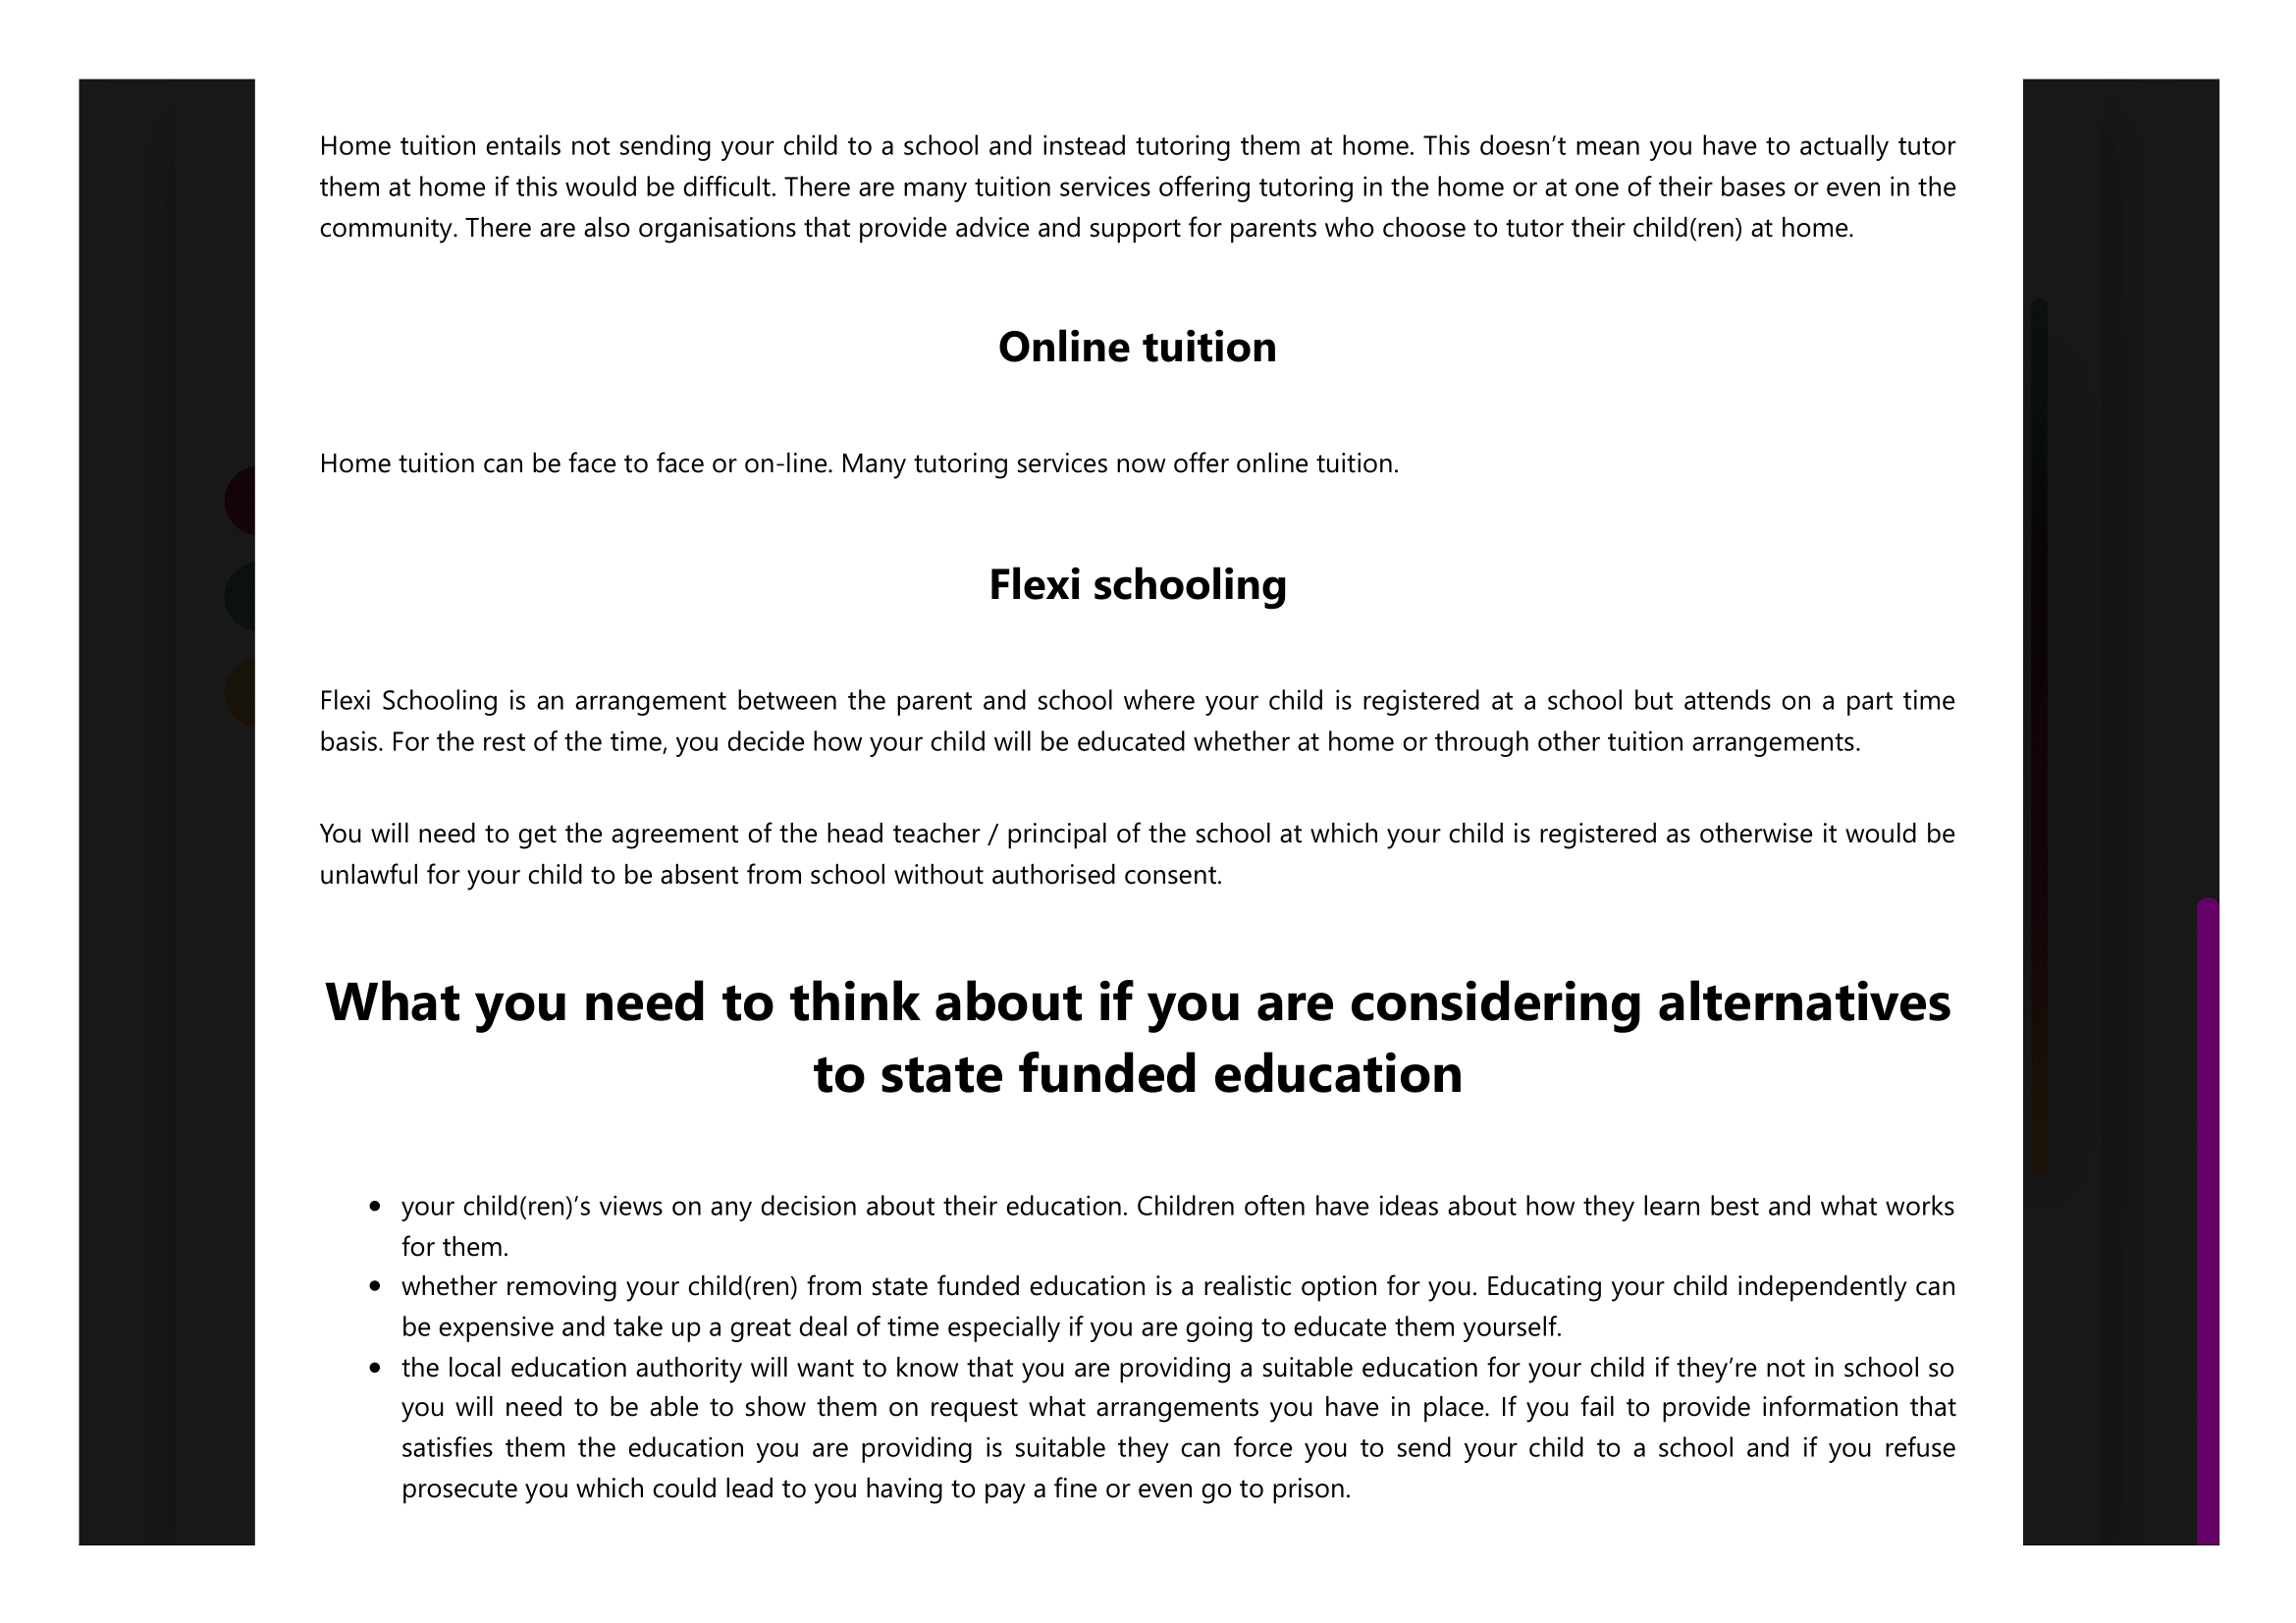 Home tuition entails not sending your child to a school and instead tutoring them at home. This doesn’t mean you have to actually tutor
them at home if this would be difficult. There are many tuition services offering tutoring in the home or at one of their bases or even in the
community. There are also organisations that provide advice and support for parents who choose to tutor their child(ren) at home.
Online tuition
Home tuition can be face to face or on-line. Many tutoring services now offer online tuition.
Flexi schooling
Flexi Schooling is an arrangement between the parent and school where your child is registered at a school but attends on a part time
basis. For the rest of the time, you decide how your child will be educated whether at home or through other tuition arrangements.
You will need to get the agreement of the head teacher / principal of the school at which your child is registered as otherwise it would be
unlawful for your child to be absent from school without authorised consent.
What you need to think about if you are considering alternatives
to state funded education
• your child(ren)’s views on any decision about their education. Children often have ideas about how they learn best and what works
for them.
• whether removing your child(ren) from state funded education is a realistic option for you. Educating your child independently can
be expensive and take up a great deal of time especially if you are going to educate them yourself.
• the local education authority will want to know that you are providing a suitable education for your child if they’re not in school so
you will need to be able to show them on request what arrangements you have in place. If you fail to provide information that
satisfies them the education you are providing is suitable they can force you to send your child to a school and if you refuse
prosecute you which could lead to you having to pay a fine or even go to prison.